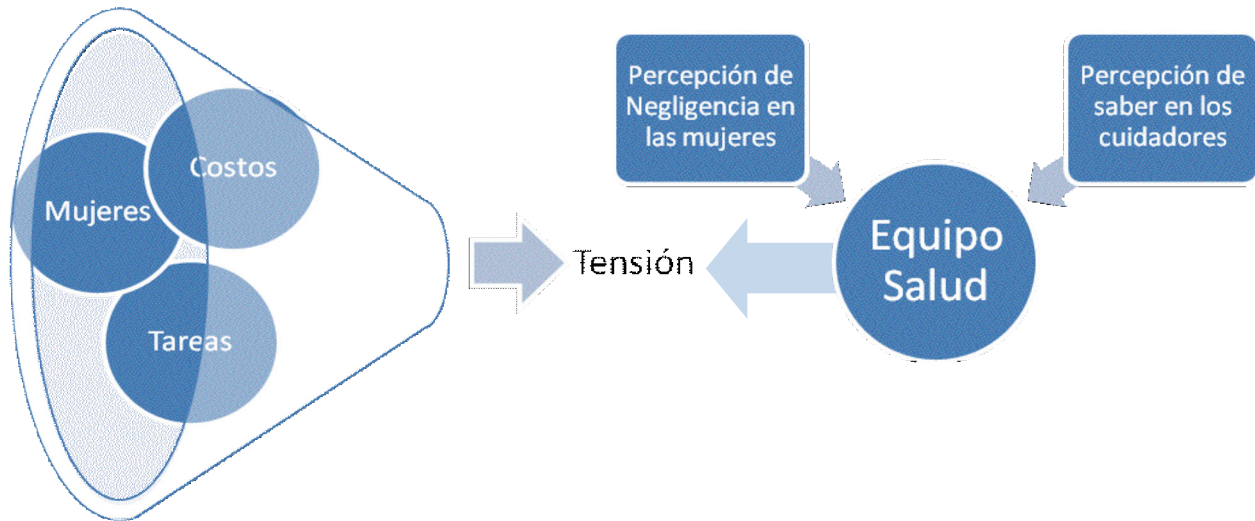 Costos
Mujeres
Tareas
Tensión
Percepción de
Negligencia en
las mujeres
Percepción de
saber en los
cuidadores
Equipo
Salud